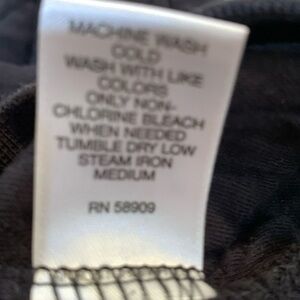 MACHINE WASH
COLD
WASH WITH LIKE
COLORS
ONLY NON-
CHLORINE BLEACH
WHEN NEEDED
TUMBLE DRY LOW
STEAM IRON
MEDIUM
RN 58909